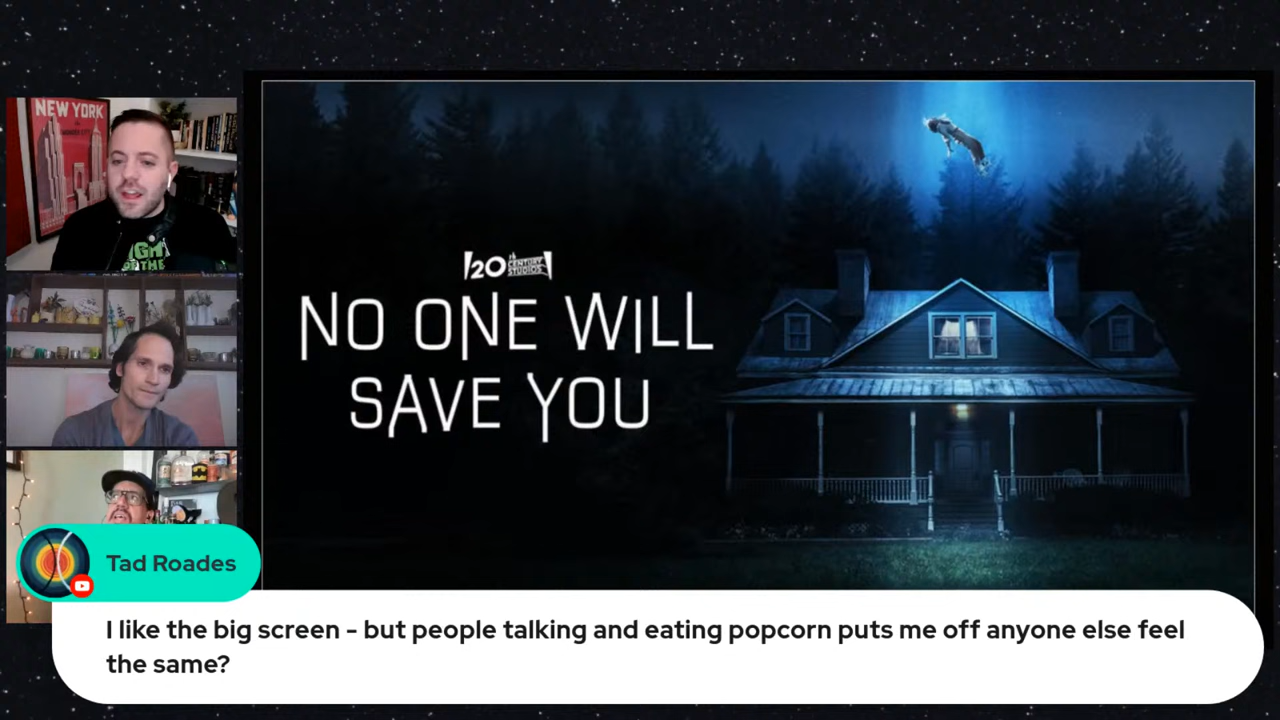 NEW YORK
20
CENTURY
STUDIOS
NO ONE WILL
SAVE YOU
Tad Roades
I like the big screen - but people talking and eating popcorn puts me off anyone else feel
the same?